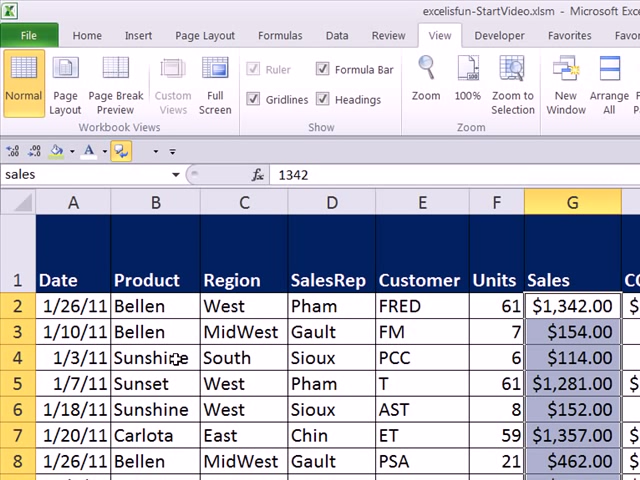 excelisfun-StartVideo.xlsm - Microsoft Exce
File Home Insert Page Layout Formulas Data Review View Developer Favorites Favor
Normal Page Layout Page Break Preview Custom Views Full Screen
Ruler Formula Bar
Gridlines Headings
Zoom 100% Zoom to Selection New Window Arrange All
Workbook Views Show Zoom
sales fx 1342
A B C D E F G
1 Date Product Region SalesRep Customer Units Sales CO
2 1/26/11 Bellen West Pham FRED 61 $1,342.00 $
3 1/10/11 Bellen MidWest Gault FM 7 $154.00
4 1/3/11 Sunshine South Sioux PCC 6 $114.00
5 1/7/11 Sunset West Pham T 61 $1,281.00 $
6 1/18/11 Sunshine West Sioux AST 8 $152.00
7 1/20/11 Carlota East Chin ET 59 $1,357.00 $
8 1/26/11 Bellen MidWest Gault PSA 21 $462.00 $